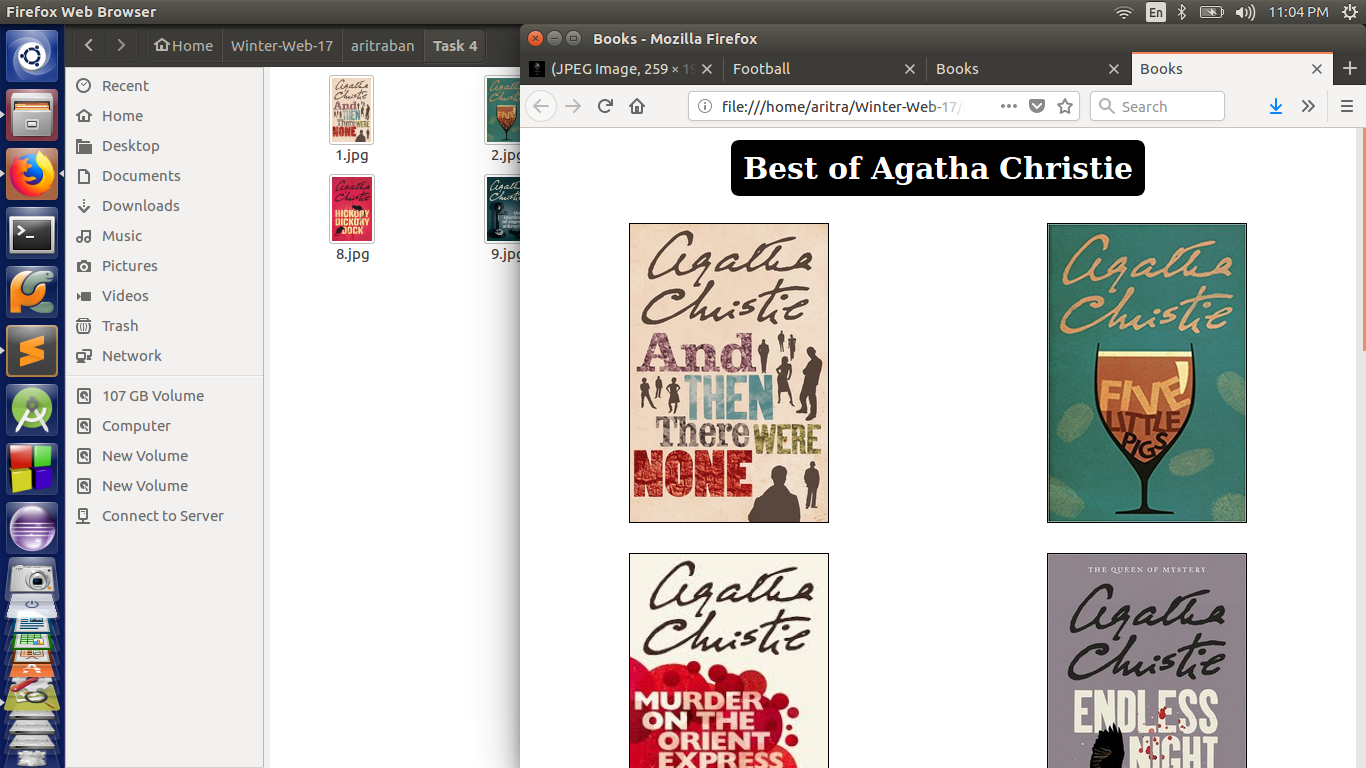 Firefox Web Browser
En
11:04 PM
Home
Winter-Web-17
aritraban
Task 4
Recent
Home
Desktop
Documents
Downloads
Music
Pictures
Videos
Trash
Network
107 GB Volume
Computer
New Volume
New Volume
Connect to Server
Agatha
Christie
And
THEN
There WERE
NONE
1.jpg
2.jpg
Agatha
Christie
HICKORY
DICKORY
DOCK
8.jpg
9.jpg
Books - Mozilla Firefox
(JPEG Image, 259 × 19
Football
Books
Books
file:///home/aritra/Winter-Web-17/
Search
Best of Agatha Christie
Agatha
Christie
And
THEN
There WERE
NONE
Agatha
Christie
FIVE
LITTLE
PIGS
Agatha
Christie
MURDER
ON THE
ORIENT
EXPRESS
THE QUEEN OF MYSTERY
Agatha
Christie
ENDLESS
NIGHT